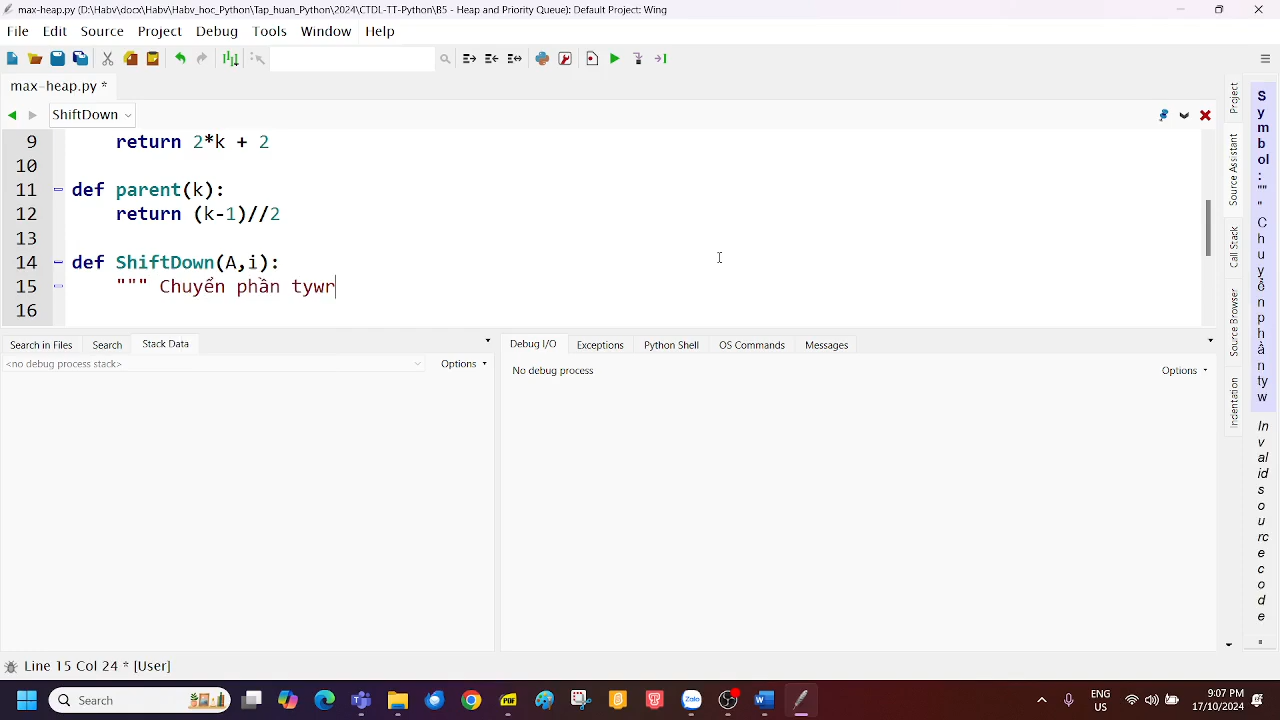 max-heap.py (D:\Habv\docx\Habv\Habv_hoc_Python\Tap_huan_Python\2024\CTDL-TT-Python\B5 - Heap and Priority Queue): Default Project: Wing
File Edit Source Project Debug Tools Window Help
max-heap.py *
ShiftDown
9 return 2*k + 2
10
11 def parent(k):
12 return (k-1)//2
13
14 def ShiftDown(A,i):
15 """ Chuyển phần tywr
16
Search in Files Search Stack Data
<no debug process stack> Options
Debug I/O Exceptions Python Shell OS Commands Messages
No debug process Options
Project
Source Assistant
Call Stack
Source Browser
Indentation
Symbol: """ Chuyển phần tyw
Invalid source code
Line 15 Col 24 * [User]
Search
PDF
Zalo
ENG
US
9:07 PM
17/10/2024